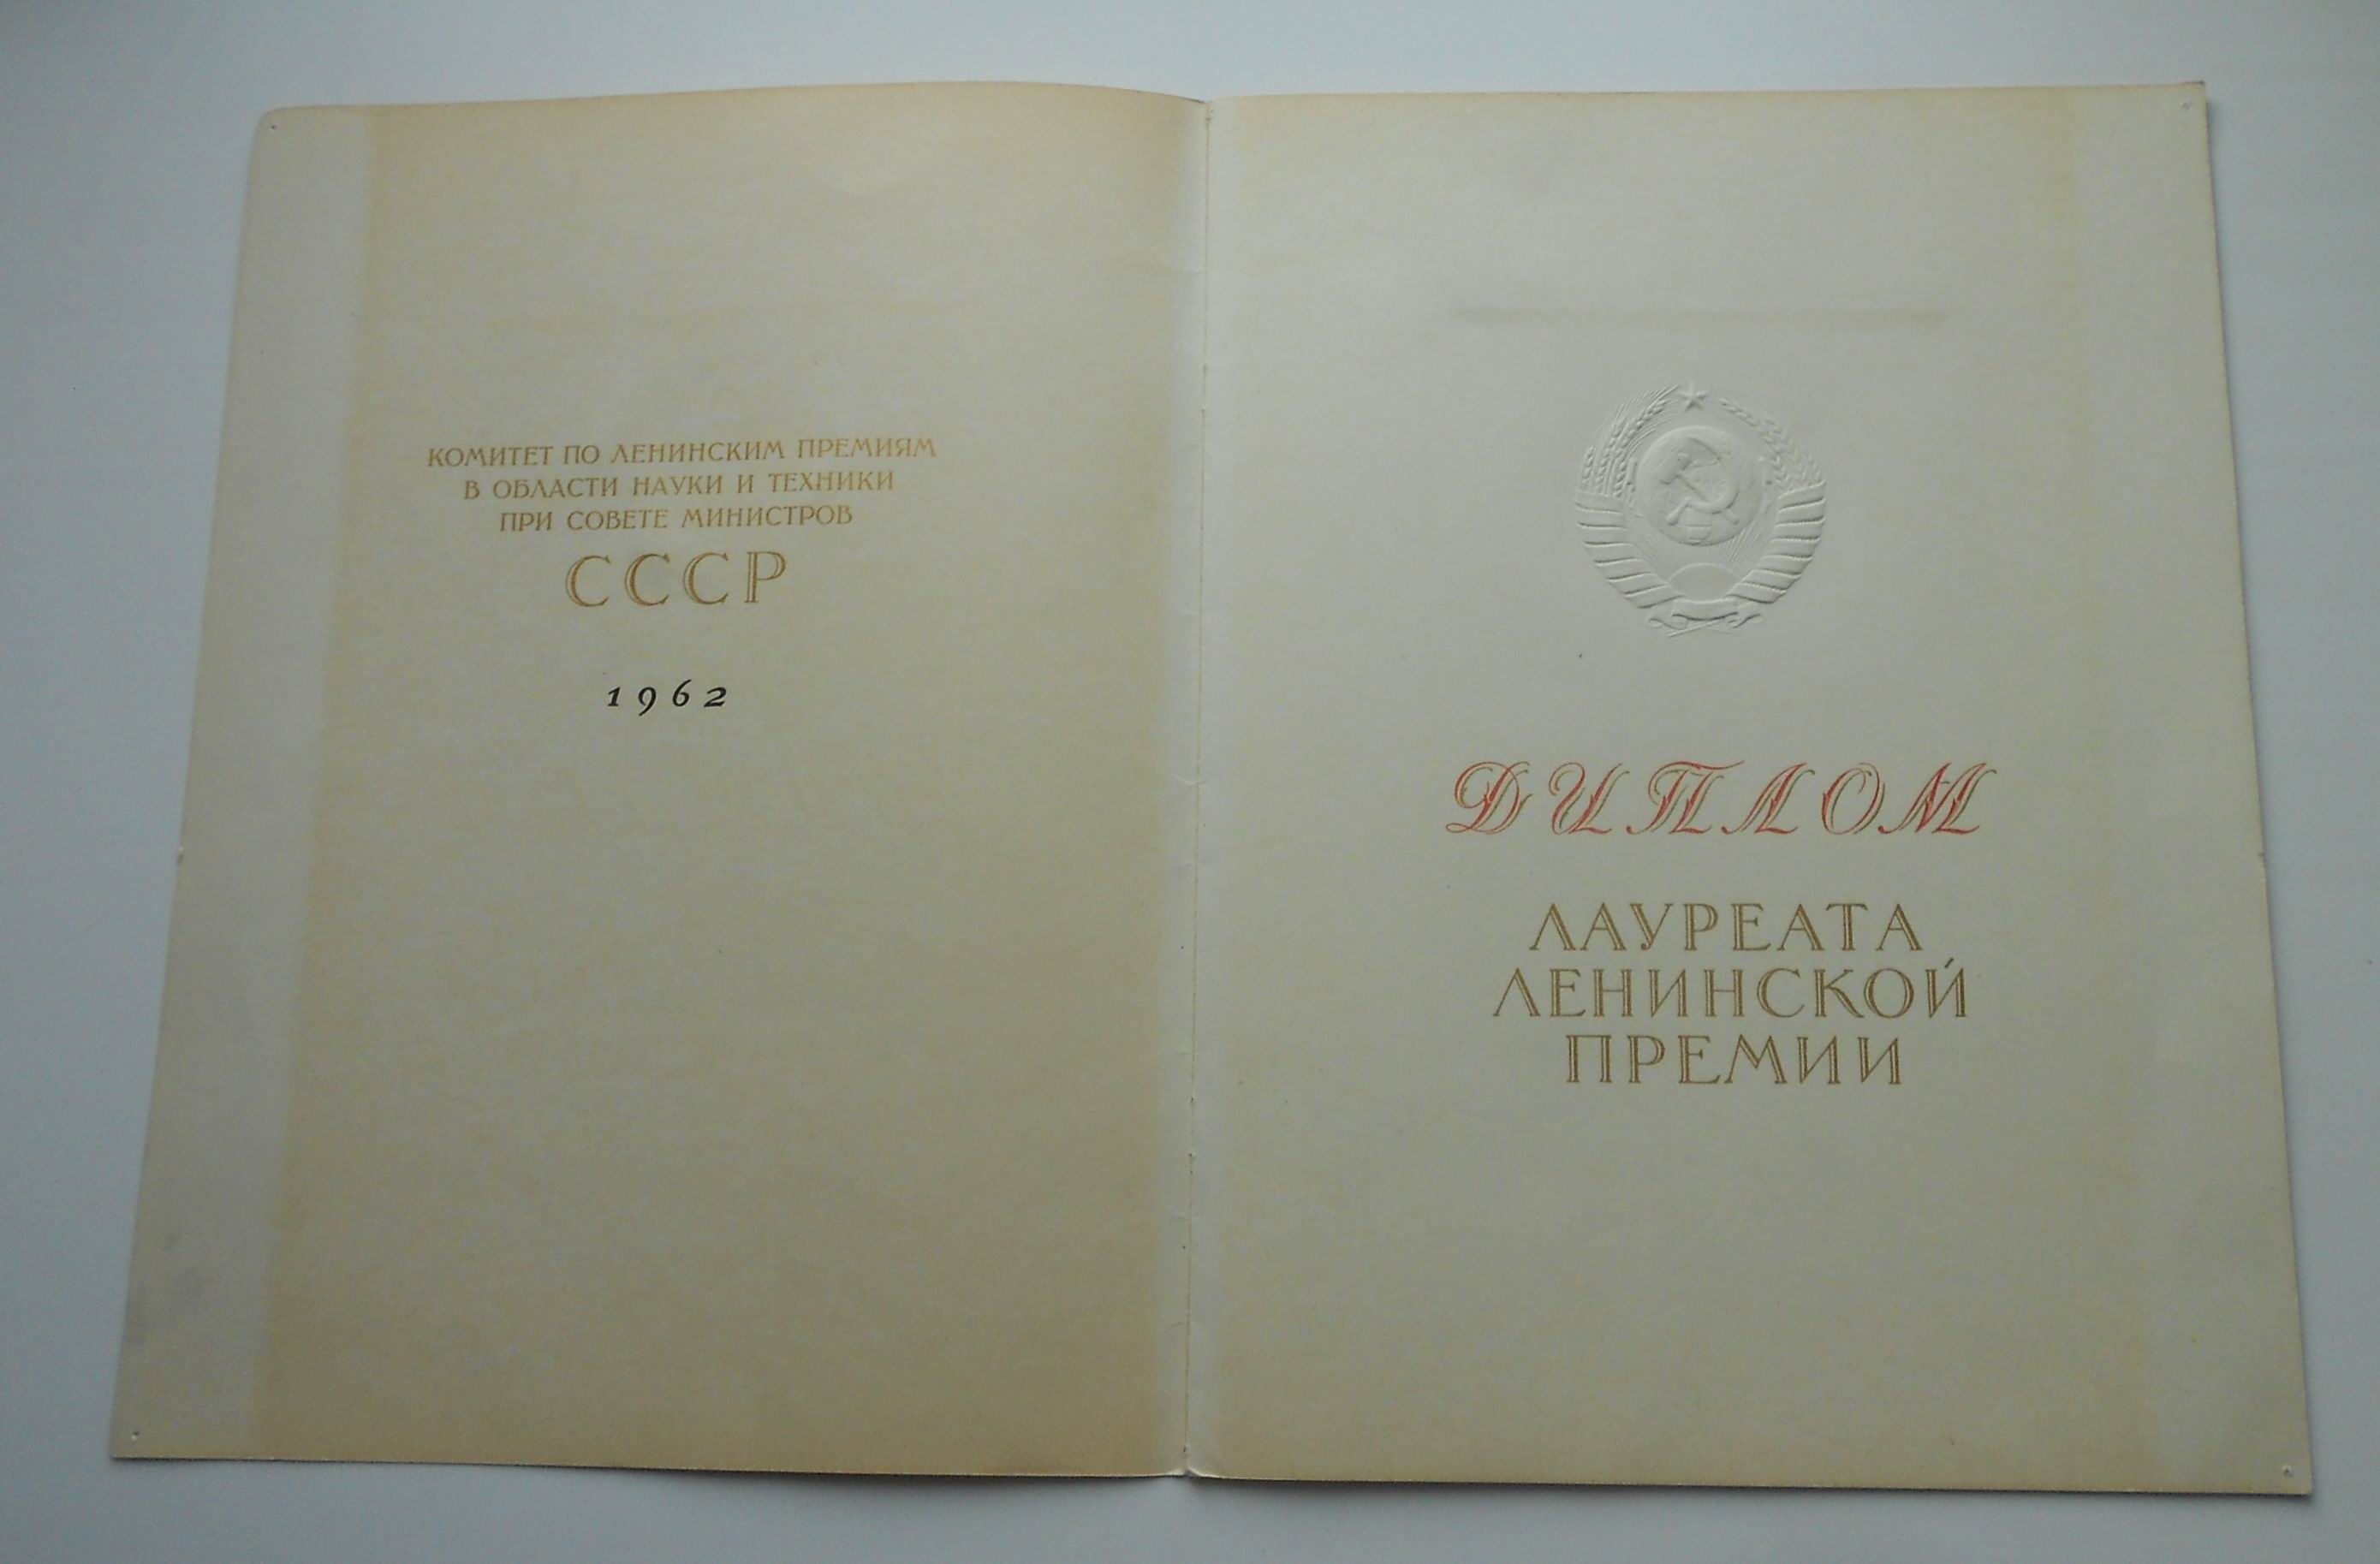 КОМИТЕТ ПО ЛЕНИНСКИМ ПРЕМИЯМ
В ОБЛАСТИ НАУКИ И ТЕХНИКИ
ПРИ СОВЕТЕ МИНИСТРОВ
СССР
1962
ДИПЛОМ
ЛАУРЕАТА
ЛЕНИНСКОЙ
ПРЕМИИ